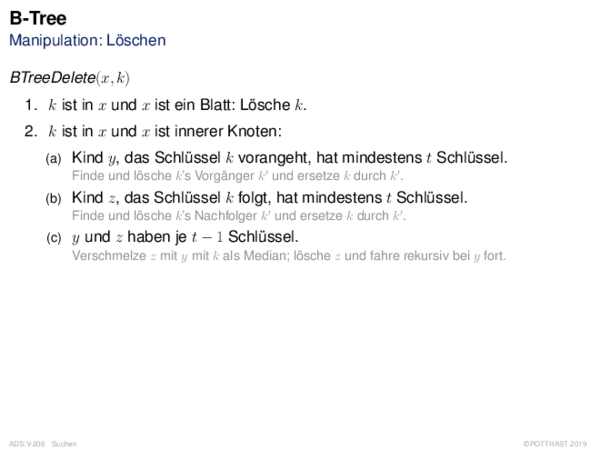 B-Tree
Manipulation: Löschen
BTreeDelete(x, k)
1. k ist in x und x ist ein Blatt: Lösche k.
2. k ist in x und x ist innerer Knoten:
(a) Kind y, das Schlüssel k vorangeht, hat mindestens t Schlüssel.
Finde und lösche k's Vorgänger k′ und ersetze k durch k′.
(b) Kind z, das Schlüssel k folgt, hat mindestens t Schlüssel.
Finde und lösche k's Nachfolger k′ und ersetze k durch k′.
(c) y und z haben je t − 1 Schlüssel.
Verschmelze z mit y mit k als Median; lösche z und fahre rekursiv bei y fort.
ADS:V-206 Suchen
© POTTHAST 2019